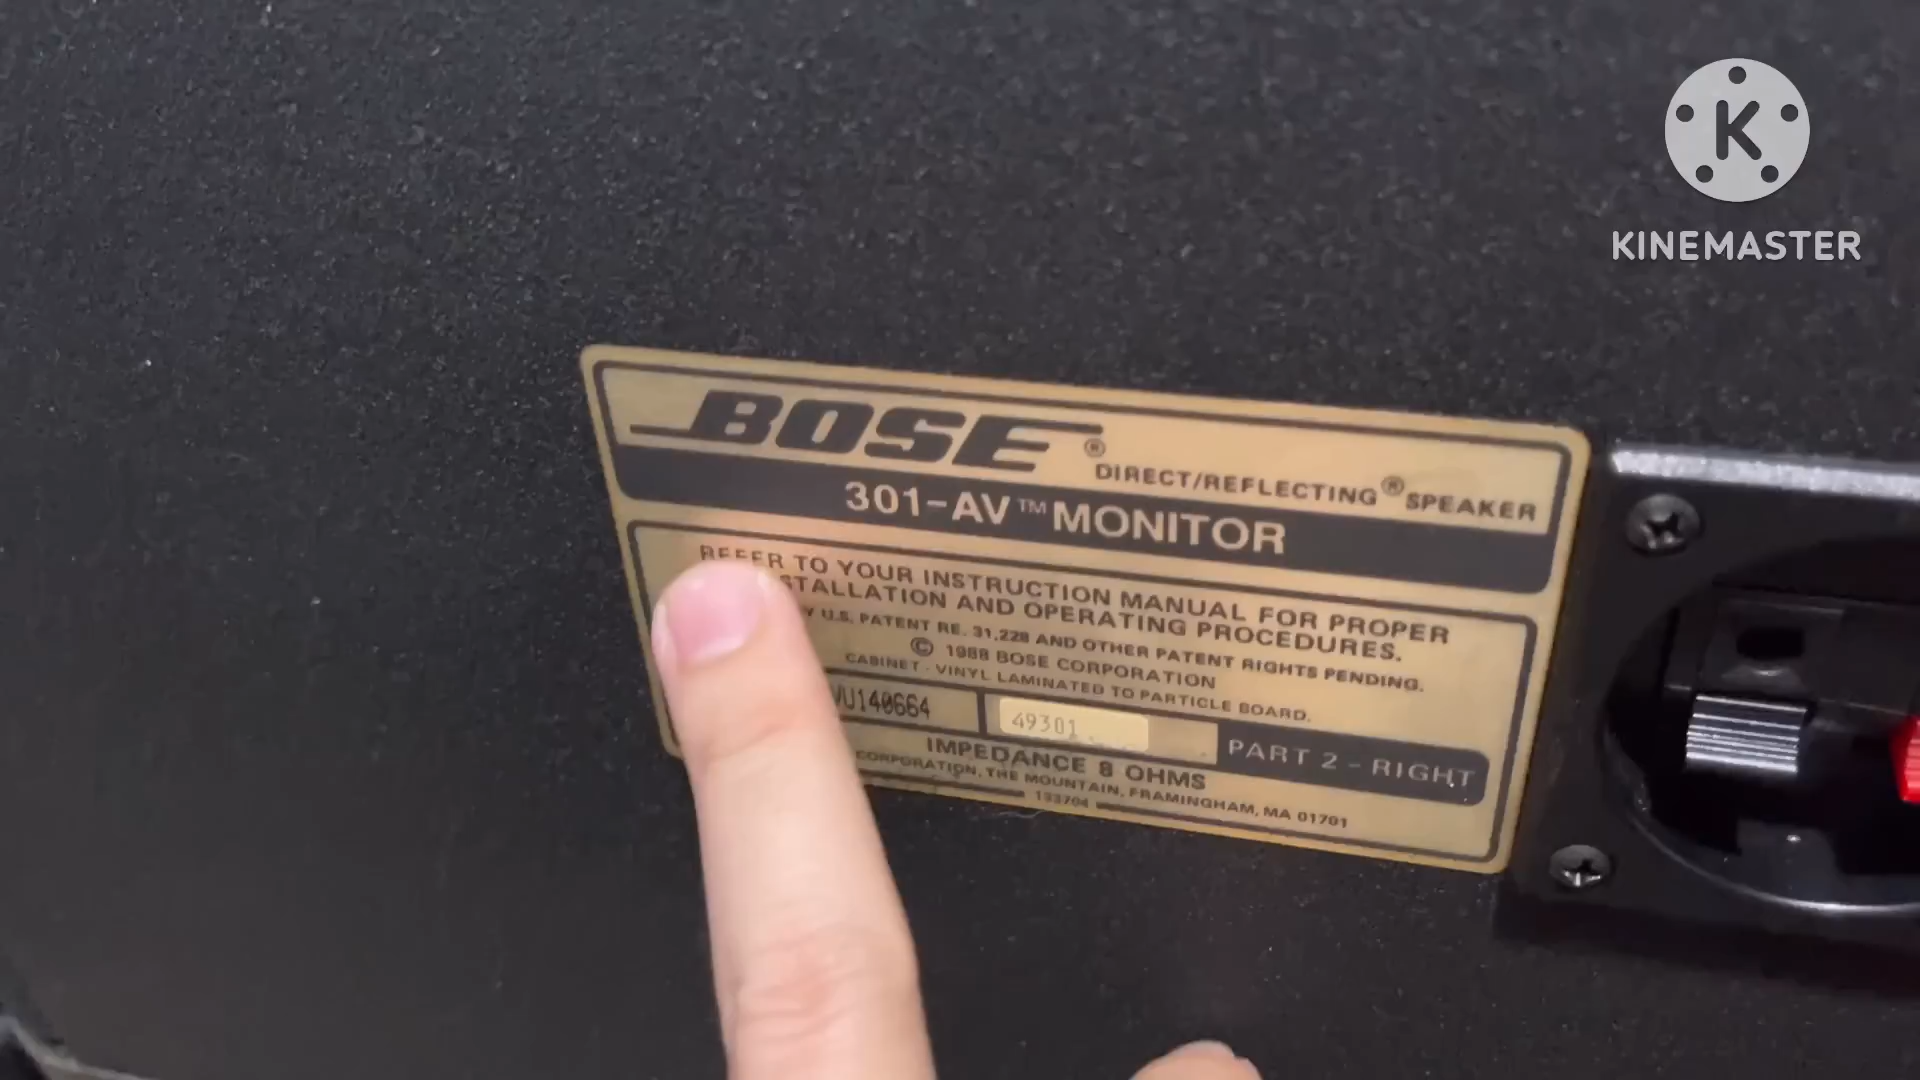 K
KINEMASTER
BOSE®
DIRECT/REFLECTING® SPEAKER
301-AV™ MONITOR
REFER TO YOUR INSTRUCTION MANUAL FOR PROPER
AND OPERATING PROCEDURES.
U.S. PATENT RE. 31,228 AND OTHER PATENT RIGHTS PENDING.
© 1988 BOSE CORPORATION
CABINET - VINYL LAMINATED TO PARTICLE BOARD.
49301
PART 2 - RIGHT
IMPEDANCE 8 OHMS
CORPORATION, THE MOUNTAIN, FRAMINGHAM, MA 01701